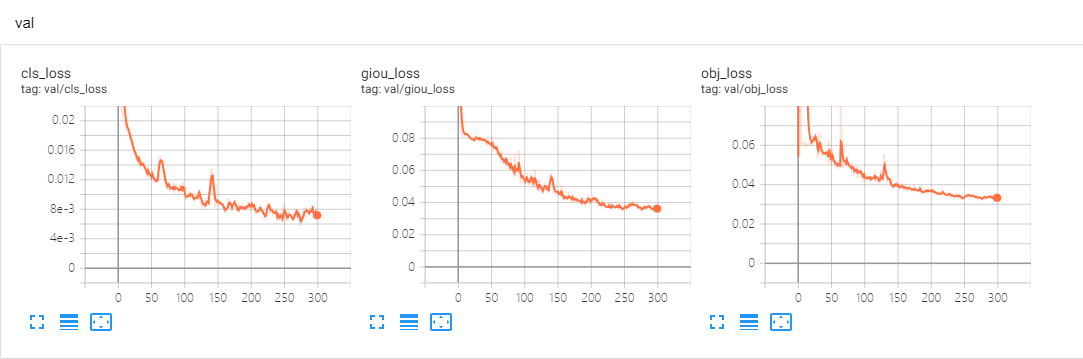 val
cls_loss
tag: val/cls_loss
0.02
0.016
0.012
8e-3
4e-3
0
0 50 100 150 200 250 300
giou_loss
tag: val/giou_loss
0.08
0.06
0.04
0.02
0
0 50 100 150 200 250 300
obj_loss
tag: val/obj_loss
0.06
0.04
0.02
0
0 50 100 150 200 250 300